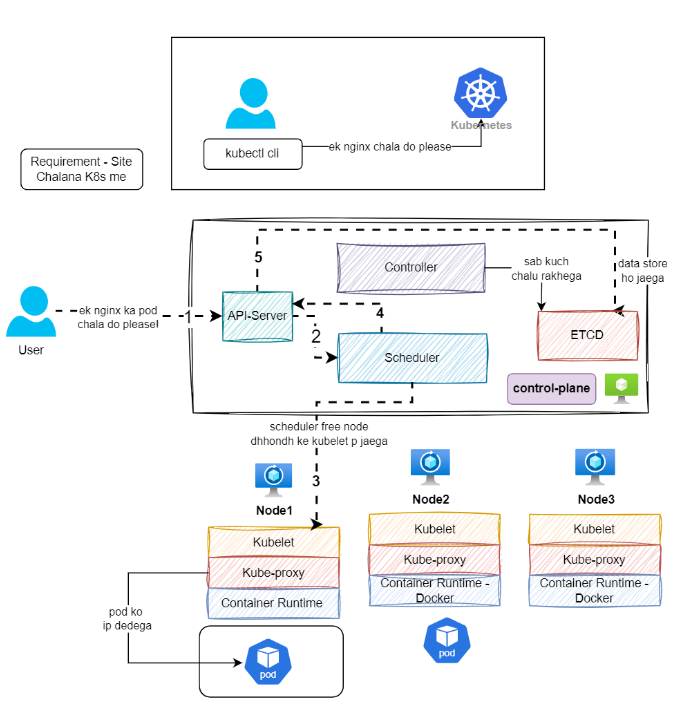 kubectl cli
ek nginx chala do please
Kubernetes
Requirement - Site
Chalana K8s me
5
Controller
sab kuch
chalu rakhega
data store
ho jaega
User
ek nginx ka pod
chala do please!
1
API-Server
2
4
Scheduler
ETCD
control-plane
scheduler free node
dhhondh ke kubelet p jaega
3
Node1
Node2
Node3
Kubelet
Kube-proxy
Container Runtime
Kubelet
Kube-proxy
Container Runtime -
Docker
Kubelet
Kube-proxy
Container Runtime -
Docker
pod ko
ip dedega
pod
pod